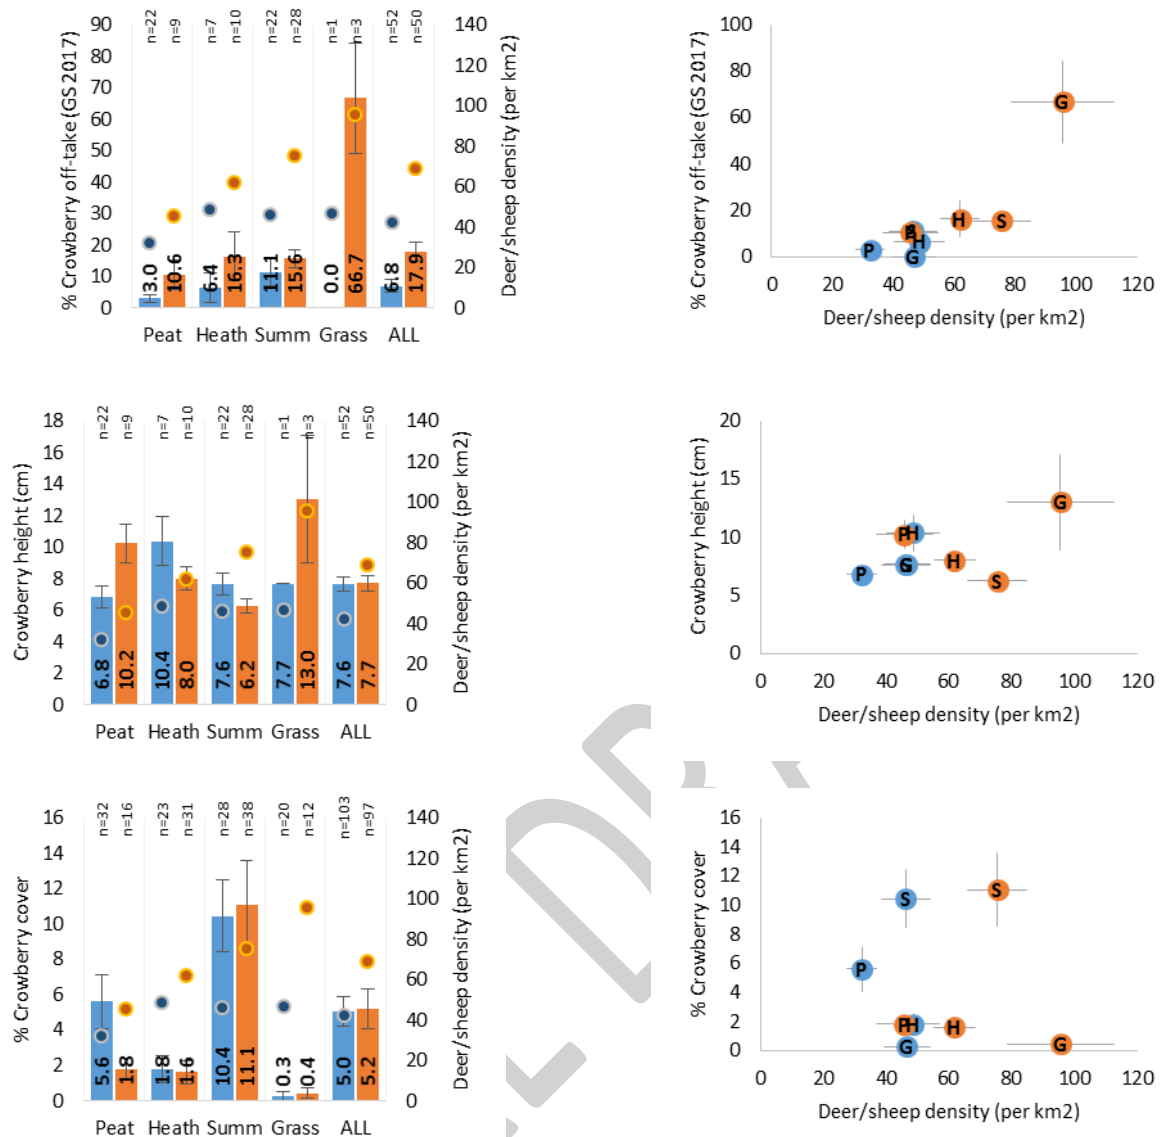 % Crowberry off-take (GS 2017)
90
80
70
60
50
40
30
20
10
0
n=22
n=9
n=7
n=10
n=22
n=28
n=1
n=3
n=52
n=50
3.0
10.6
6.4
16.3
11.1
15.6
0.0
66.7
6.8
17.9
Peat Heath Summ Grass ALL
140
120
100
80
60
40
20
0
Deer/sheep density (per km2)
% Crowberry off-take (GS 2017)
100
80
60
40
20
0
G
H
S
P
H
P
G
0 20 40 60 80 100 120
Deer/sheep density (per km2)
Crowberry height (cm)
18
16
14
12
10
8
6
4
2
0
n=22
n=9
n=7
n=10
n=22
n=28
n=1
n=3
n=52
n=50
6.8
10.2
10.4
8.0
7.6
6.2
7.7
13.0
7.6
7.7
Peat Heath Summ Grass ALL
140
120
100
80
60
40
20
0
Deer/sheep density (per km2)
Crowberry height (cm)
20
15
10
5
0
G
P
H
H
G
P
S
0 20 40 60 80 100 120
Deer/sheep density (per km2)
% Crowberry cover
16
14
12
10
8
6
4
2
0
n=32
n=16
n=23
n=31
n=28
n=38
n=20
n=12
n=103
n=97
5.6
1.8
1.8
1.6
10.4
11.1
0.3
0.4
5.0
5.2
Peat Heath Summ Grass ALL
140
120
100
80
60
40
20
0
Deer/sheep density (per km2)
% Crowberry cover
16
14
12
10
8
6
4
2
0
S
S
P
P
H
H
G
G
0 20 40 60 80 100 120
Deer/sheep density (per km2)